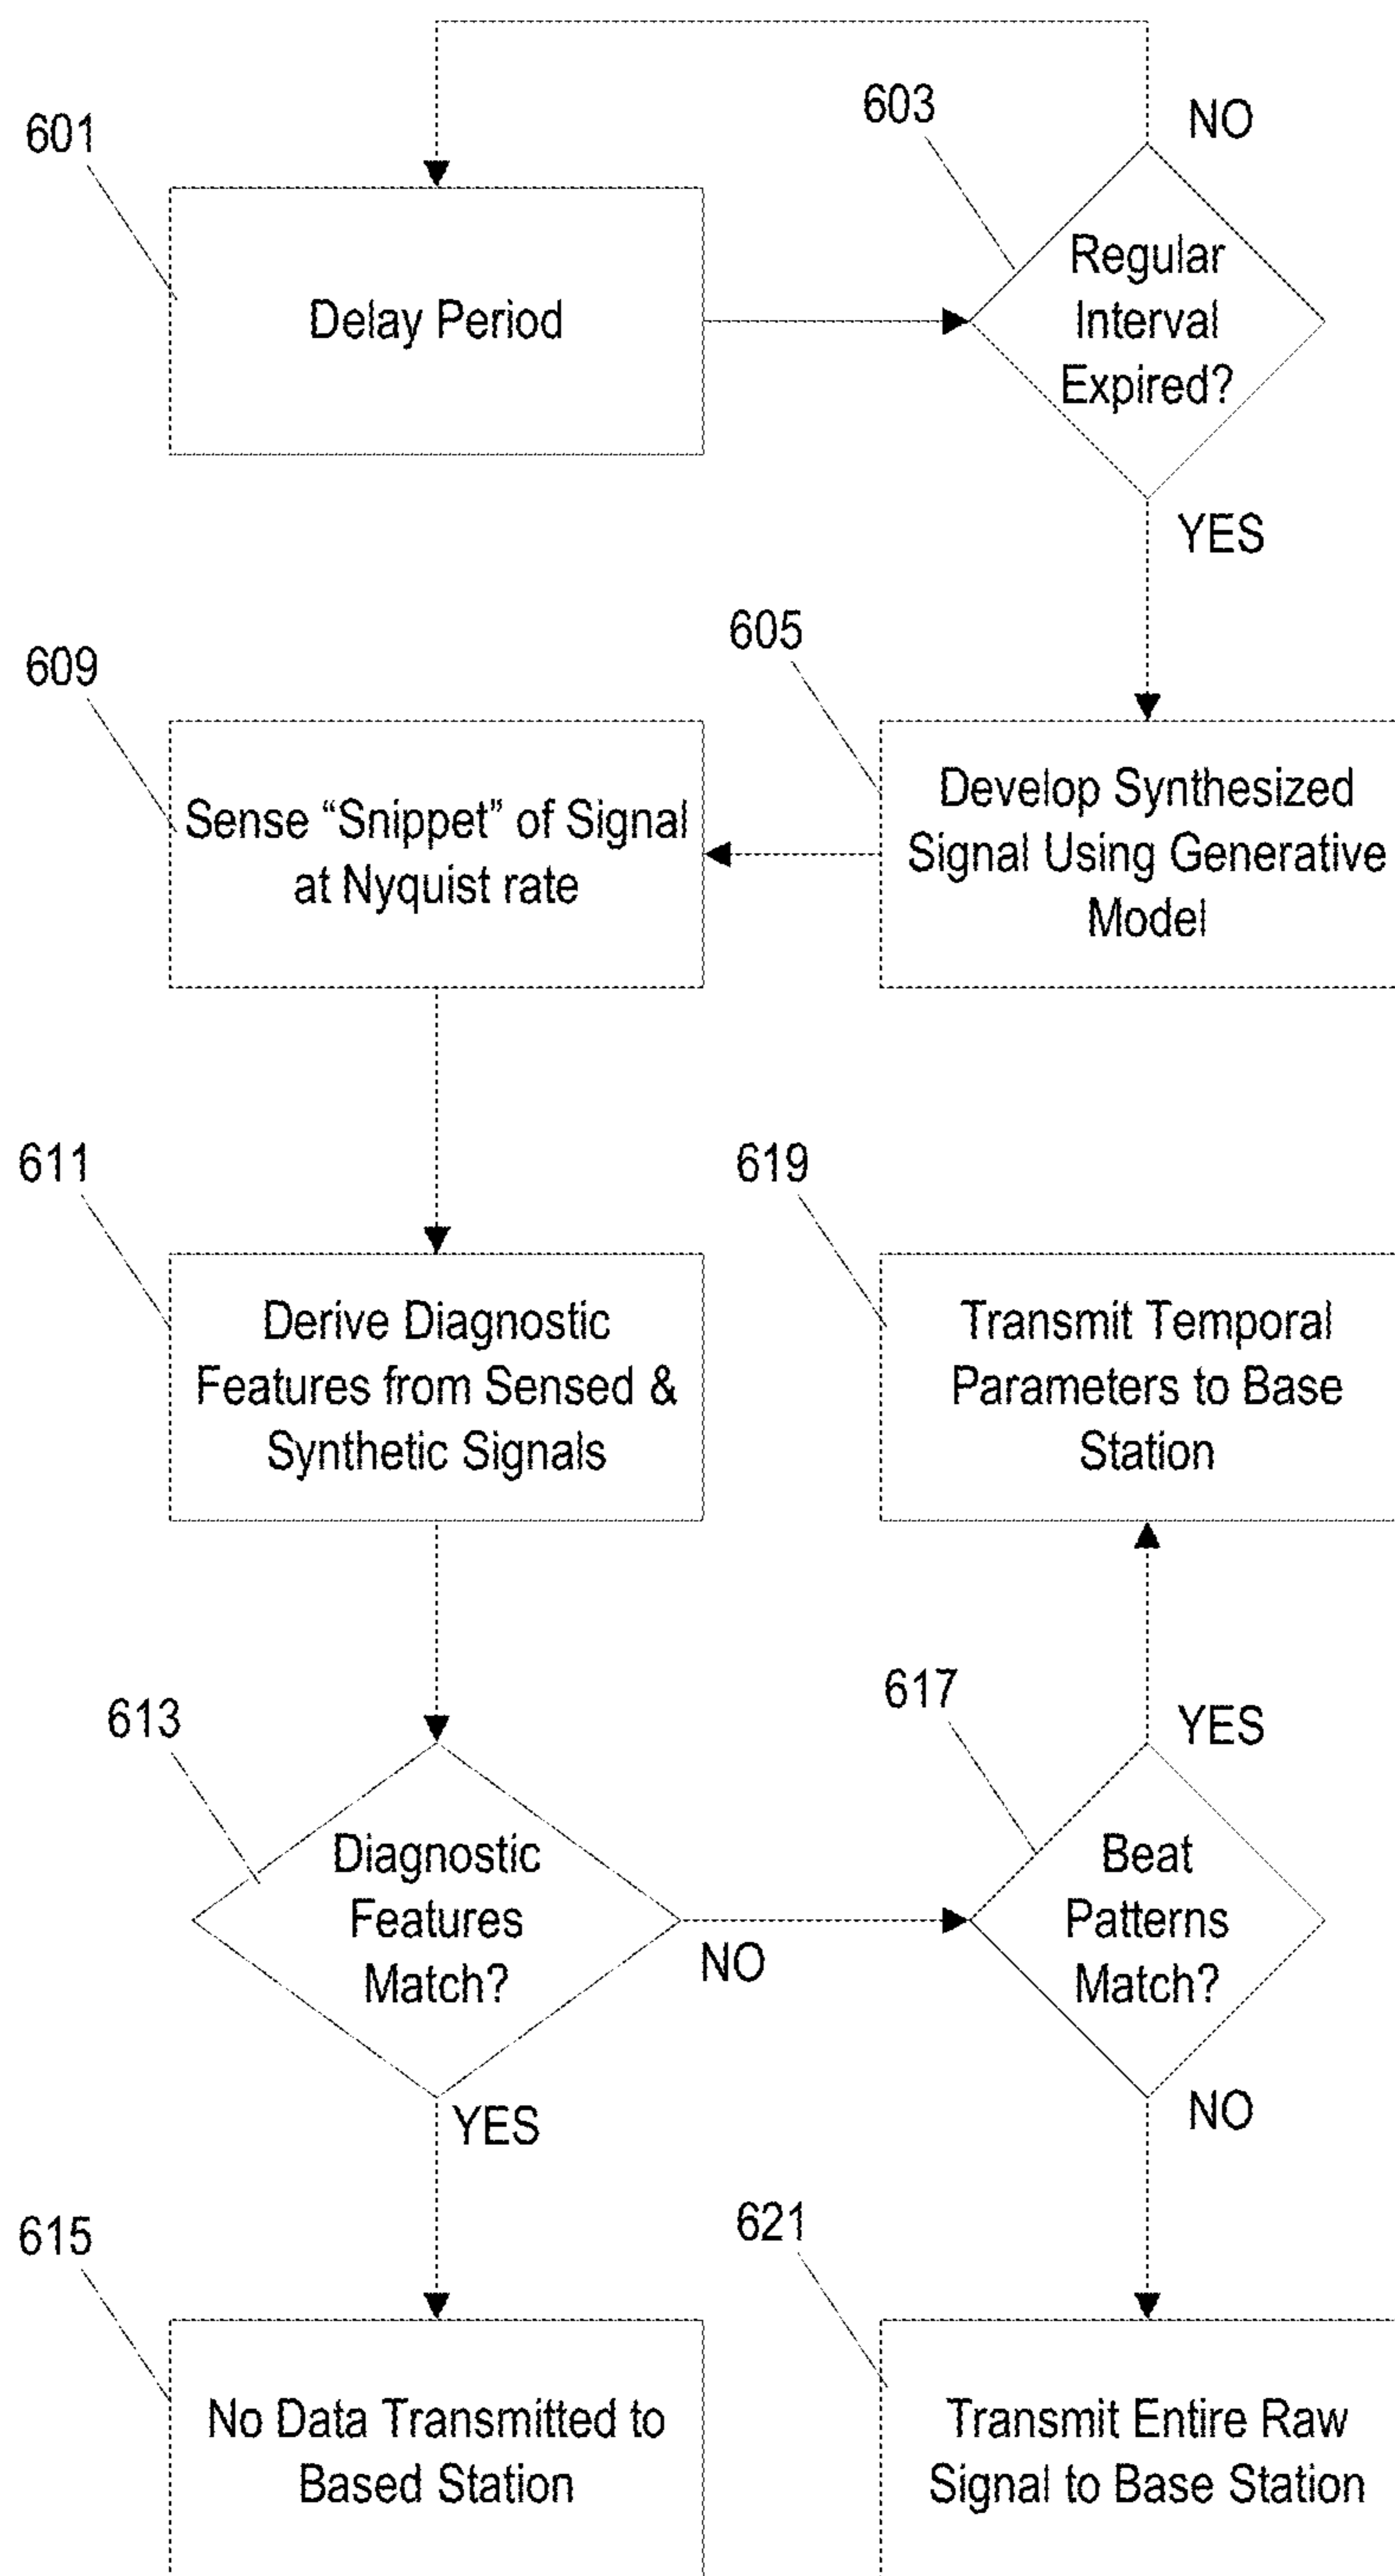 601
603
NO
Delay Period
Regular
Interval
Expired?
YES
609
605
Sense “Snippet” of Signal
at Nyquist rate
Develop Synthesized
Signal Using Generative
Model
611
619
Derive Diagnostic
Features from Sensed &
Synthetic Signals
Transmit Temporal
Parameters to Base
Station
613
617
YES
Diagnostic
Features
Match?
NO
Beat
Patterns
Match?
YES
NO
615
621
No Data Transmitted to
Based Station
Transmit Entire Raw
Signal to Base Station